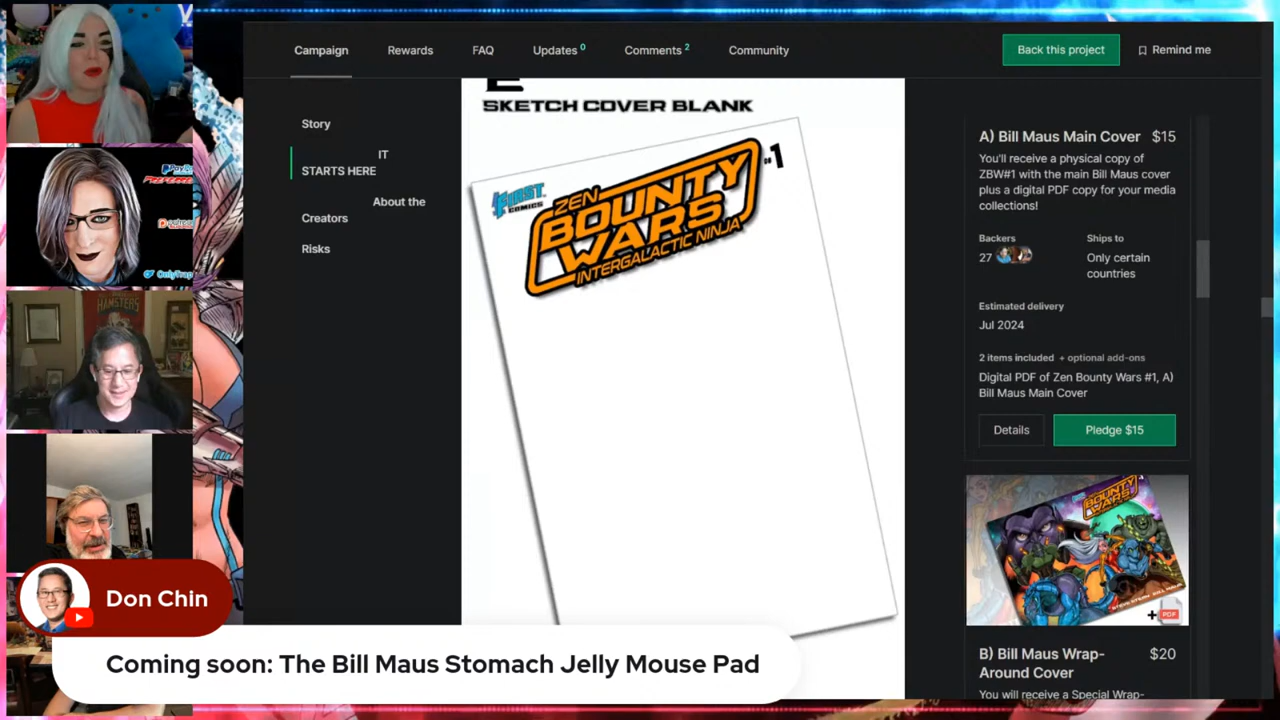 Campaign
Rewards
FAQ
Updates 0
Comments 2
Community
Back this project
Remind me
HAMSTERS
SKETCH COVER BLANK
FIRST
COMICS
#1
ZEN
BOUNTY
WARS
INTERGALACTIC NINJA
Story
IT
STARTS HERE
About the
Creators
Risks
A) Bill Maus Main Cover $15
You'll receive a physical copy of
ZBW#1 with the main Bill Maus cover
plus a digital PDF copy for your media
collections!
Backers
27
Ships to
Only certain
countries
Estimated delivery
Jul 2024
2 items included + optional add-ons
Digital PDF of Zen Bounty Wars #1, A)
Bill Maus Main Cover
Details
Pledge $15
BOUNTY
WARS
+ PDF
B) Bill Maus Wrap-
Around Cover
$20
You will receive a Special Wrap-
Don Chin
Coming soon: The Bill Maus Stomach Jelly Mouse Pad